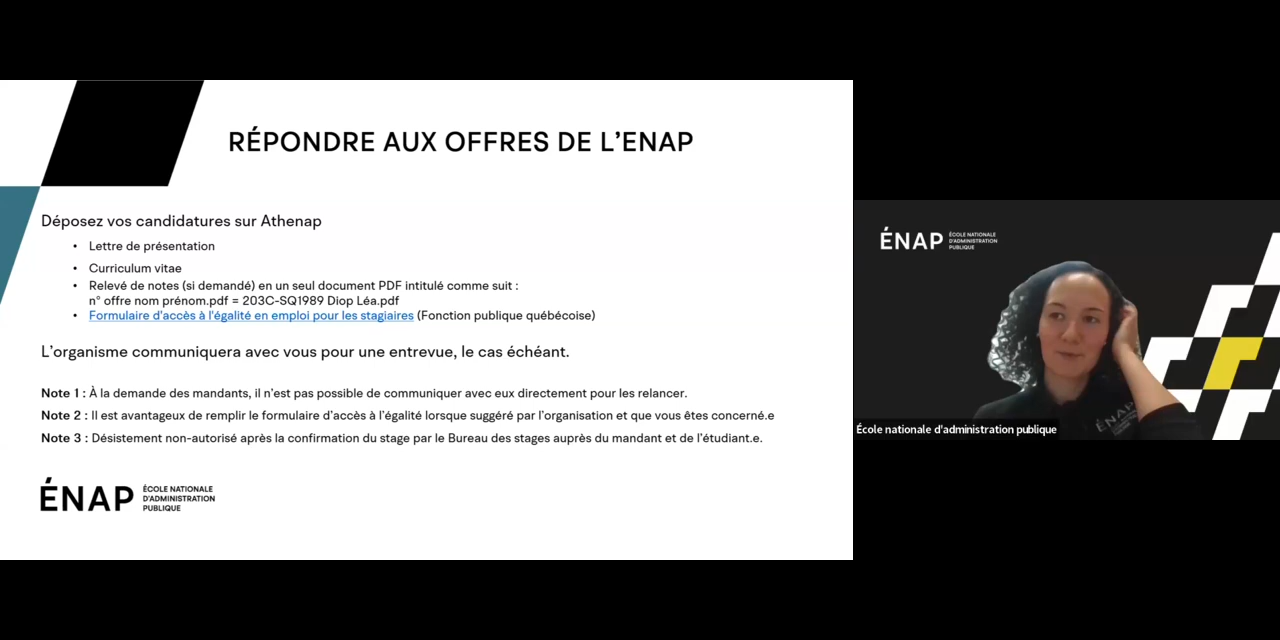 RÉPONDRE AUX OFFRES DE L'ENAP
Déposez vos candidatures sur Athenap
• Lettre de présentation
• Curriculum vitae
• Relevé de notes (si demandé) en un seul document PDF intitulé comme suit :
n° offre nom prénom.pdf = 203C-SQ1989 Diop Léa.pdf
• Formulaire d'accès à l'égalité en emploi pour les stagiaires (Fonction publique québécoise)
L'organisme communiquera avec vous pour une entrevue, le cas échéant.
Note 1 : À la demande des mandants, il n'est pas possible de communiquer avec eux directement pour les relancer.
Note 2 : Il est avantageux de remplir le formulaire d'accès à l'égalité lorsque suggéré par l'organisation et que vous êtes concerné.e
Note 3 : Désistement non-autorisé après la confirmation du stage par le Bureau des stages auprès du mandant et de l'étudiant.e.
ÉNAP
ÉCOLE NATIONALE
D'ADMINISTRATION
PUBLIQUE
ÉNAP
ÉCOLE NATIONALE
D'ADMINISTRATION
PUBLIQUE
ÉNAP
École nationale d'administration publique